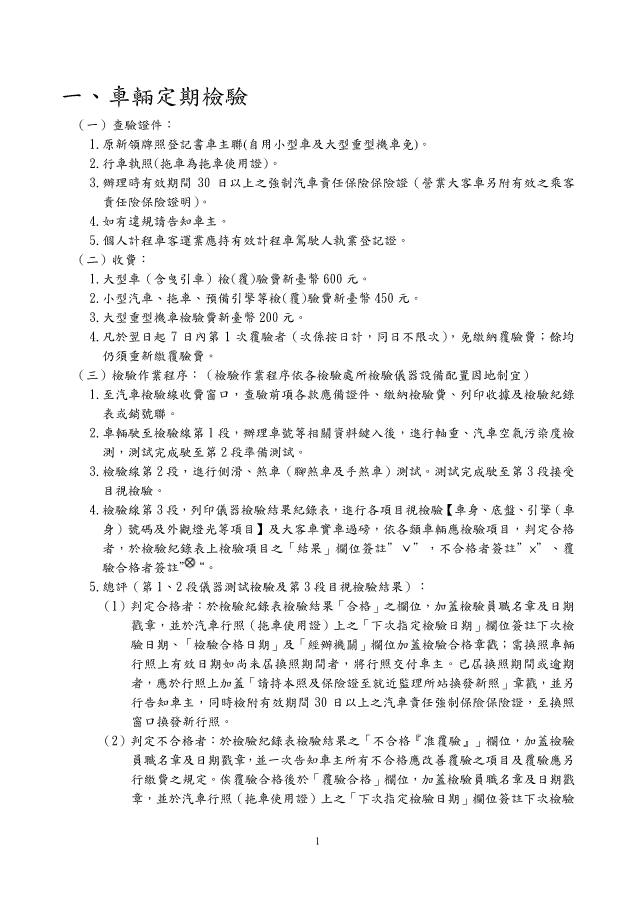 一、車輛定期檢驗
（一）查驗證件：
1.原新領牌照登記書車主聯(自用小型車及大型重型機車免)。
2.行車執照(拖車為拖車使用證)。
3.辦理時有效期間 30 日以上之強制汽車責任保險保險證（營業大客車另附有效之乘客
責任險保險證明)。
4.如有違規請告知車主。
5.個人計程車客運業應持有效計程車駕駛人執業登記證。
（二）收費：
1.大型車（含曳引車）檢(覆)驗費新臺幣 600 元。
2.小型汽車、拖車、預備引擎等檢(覆)驗費新臺幣 450 元。
3.大型重型機車檢驗費新臺幣 200 元。
4.凡於翌日起 7 日內第 1 次覆驗者（次係按日計，同日不限次)，免繳納覆驗費；餘均
仍須重新繳覆驗費。
（三）檢驗作業程序：（檢驗作業程序依各檢驗處所檢驗儀器設備配置因地制宜）
1.至汽車檢驗線收費窗口，查驗前項各款應備證件、繳納檢驗費、列印收據及檢驗紀錄
表或銷號聯。
2.車輛駛至檢驗線第 1 段，辦理車號等相關資料鍵入後，進行軸重、汽車空氣污染度檢
測，測試完成駛至第 2 段準備測試。
3.檢驗線第 2 段，進行側滑、煞車（腳煞車及手煞車）測試。測試完成駛至第 3 段接受
目視檢驗。
4.檢驗線第 3 段，列印儀器檢驗結果紀錄表，進行各項目視檢驗【車身、底盤、引擎（車
身）號碼及外觀燈光等項目】及大客車實車過磅，依各類車輛應檢驗項目，判定合格
者，於檢驗紀錄表上檢驗項目之「結果」欄位簽註”∨”，不合格者簽註”×”、覆
驗合格者簽註”⊗“。
5.總評（第 1、2 段儀器測試檢驗及第 3 段目視檢驗結果）：
（1）判定合格者：於檢驗紀錄表檢驗結果「合格」之欄位，加蓋檢驗員職名章及日期
戳章，並於汽車行照（拖車使用證）上之「下次指定檢驗日期」欄位簽註下次檢
驗日期、「檢驗合格日期」及「經辦機關」欄位加蓋檢驗合格章戳；需換照車輛
行照上有效日期如尚未屆換照期間者，將行照交付車主。已屆換照期間或逾期
者，應於行照上加蓋「請持本照及保險證至就近監理所站換發新照」章戳，並另
行告知車主，同時檢附有效期間 30 日以上之汽車責任強制保險保險證，至換照
窗口換發新行照。
（2）判定不合格者：於檢驗紀錄表檢驗結果之「不合格『准覆驗』」欄位，加蓋檢驗
員職名章及日期戳章，並一次告知車主所有不合格應改善覆驗之項目及覆驗應另
行繳費之規定。俟覆驗合格後於「覆驗合格」欄位，加蓋檢驗員職名章及日期戳
章，並於汽車行照（拖車使用證）上之「下次指定檢驗日期」欄位簽註下次檢驗
1